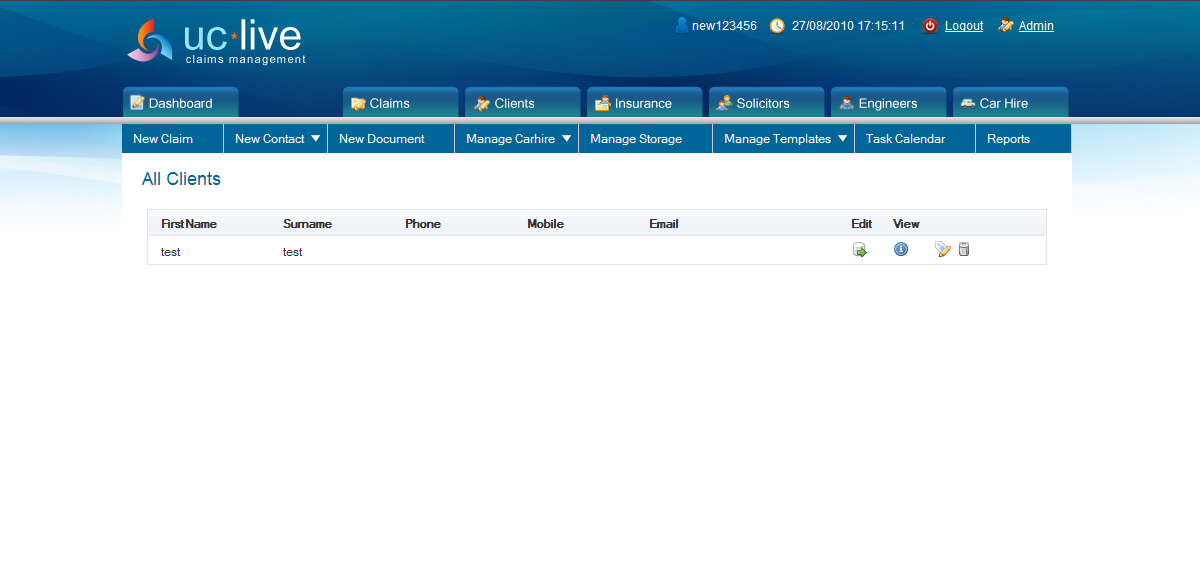 uc live
claims management
new123456 27/08/2010 17:15:11 Logout Admin
Dashboard Claims Clients Insurance Solicitors Engineers Car Hire
New Claim New Contact New Document Manage Carhire Manage Storage Manage Templates Task Calendar Reports
All Clients
First Name Surname Phone Mobile Email Edit View
test test